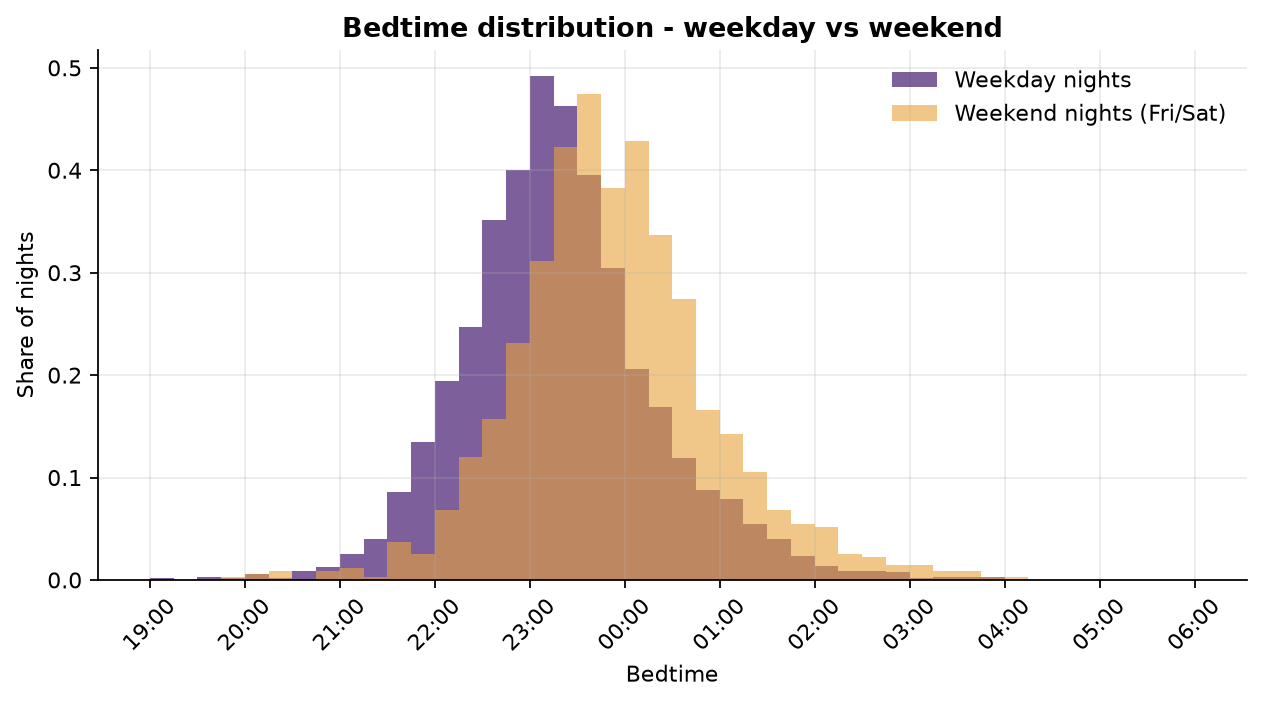 Bedtime distribution - weekday vs weekend
Weekday nights
Weekend nights (Fri/Sat)
Share of nights
0.5
0.4
0.3
0.2
0.1
0.0
19:00 20:00 21:00 22:00 23:00 00:00 01:00 02:00 03:00 04:00 05:00 06:00
Bedtime